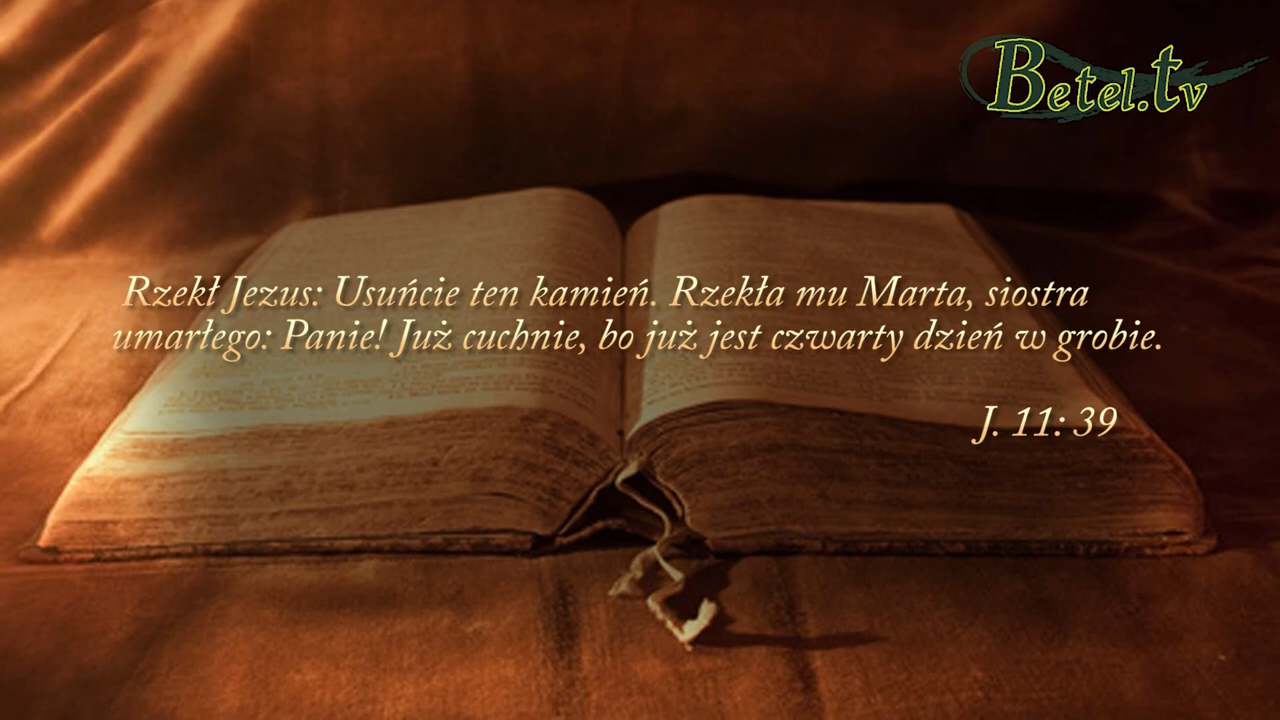 Betel.tv
Rzekł Jezus: Usuńcie ten kamień. Rzekła mu Marta, siostra
umarłego: Panie! Już cuchnie, bo już jest czwarty dzień w grobie.
J. 11: 39